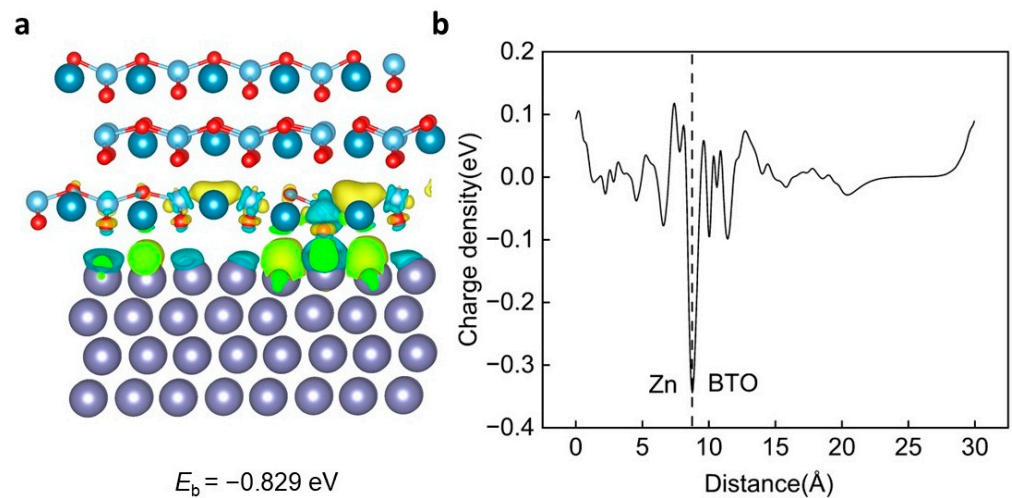 a
E_b = −0.829 eV
b
Charge density(eV)
0.2
0.1
0.0
−0.1
−0.2
−0.3
−0.4
Zn BTO
0 5 10 15 20 25 30
Distance(Å)